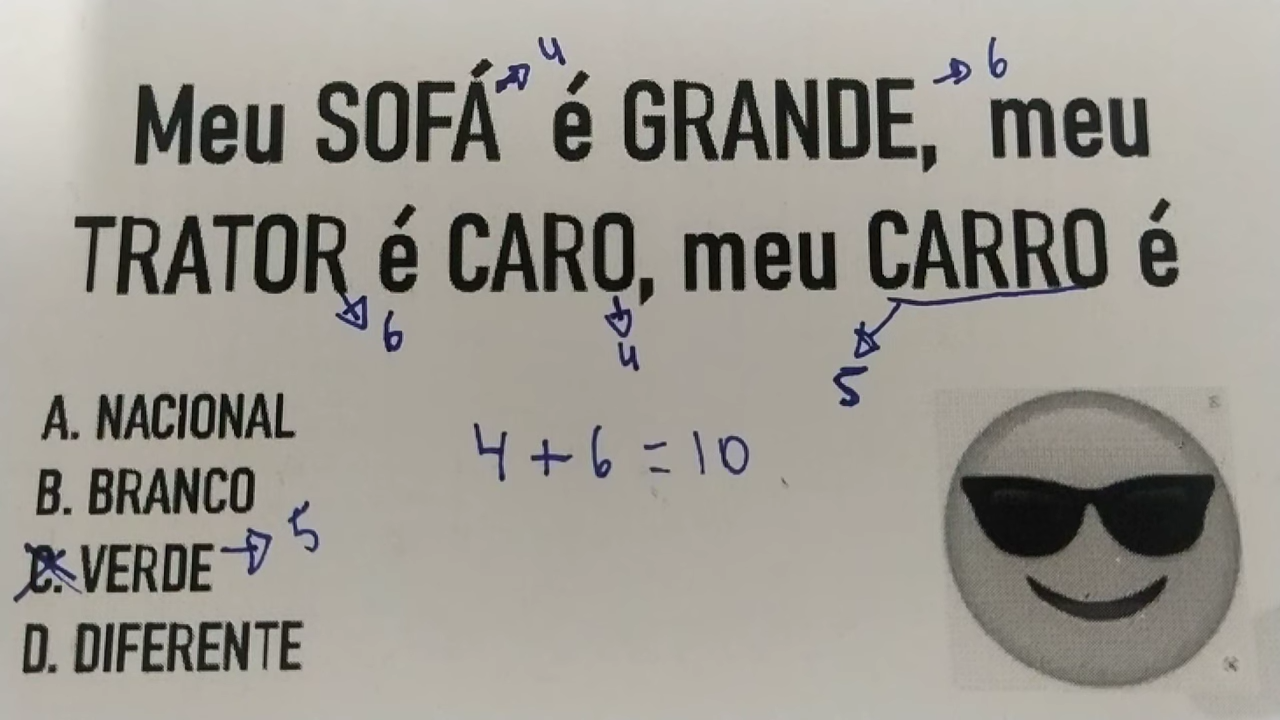 4 6
Meu SOFÁ é GRANDE, meu
TRATOR é CARO, meu CARRO é
6 4 5
A. NACIONAL
4 + 6 = 10
B. BRANCO
C. VERDE 5
D. DIFERENTE